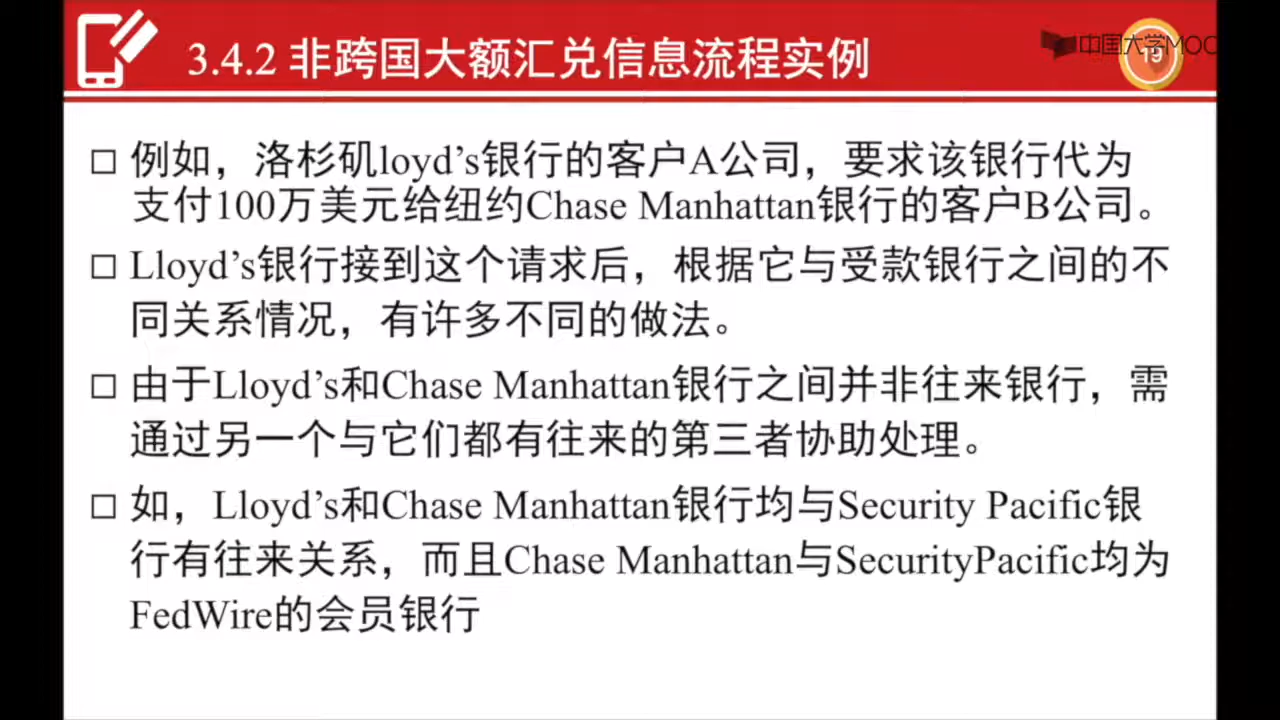 3.4.2 非跨国大额汇兑信息流程实例
中国大学MOC
19
例如，洛杉矶loyd’s银行的客户A公司，要求该银行代为
支付100万美元给纽约Chase Manhattan银行的客户B公司。
Lloyd’s银行接到这个请求后，根据它与受款银行之间的不
同关系情况，有许多不同的做法。
由于Lloyd’s和Chase Manhattan银行之间并非往来银行，需
通过另一个与它们都有往来的第三者协助处理。
如，Lloyd’s和Chase Manhattan银行均与Security Pacific银
行有往来关系，而且Chase Manhattan与SecurityPacific均为
FedWire的会员银行